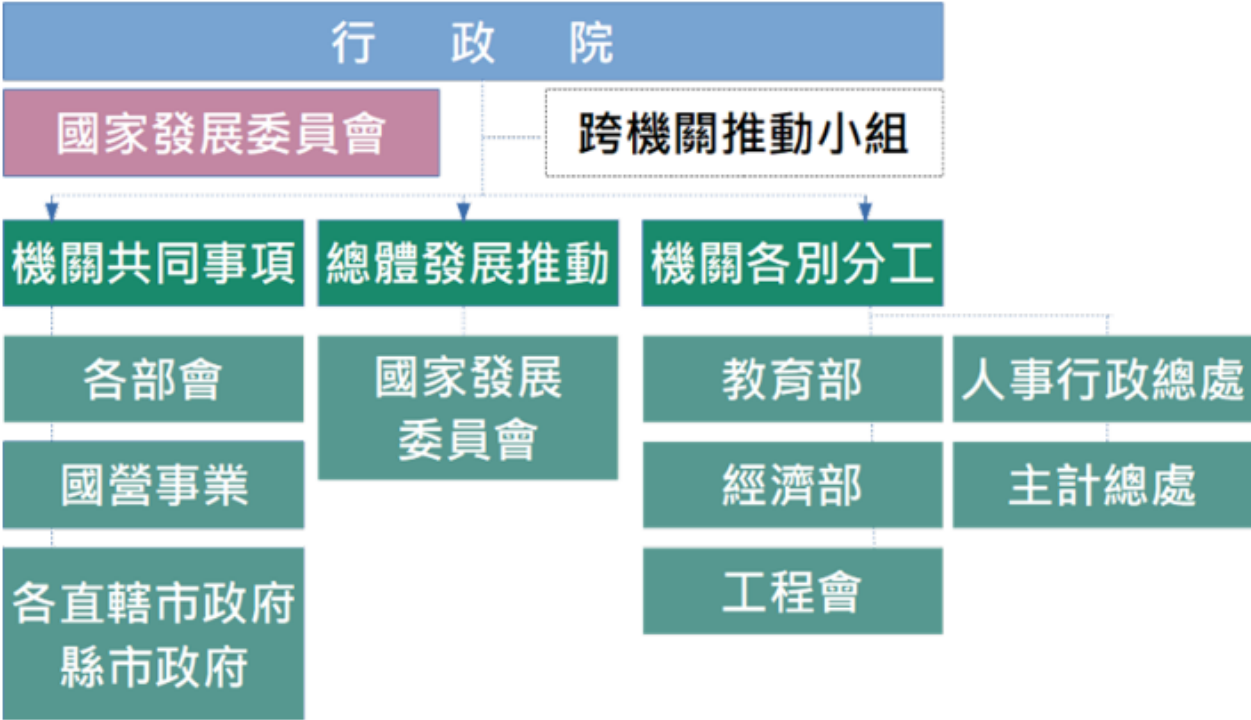 行政院
國家發展委員會
跨機關推動小組
機關共同事項
總體發展推動
機關各別分工
各部會
國營事業
各直轄市政府
縣市政府
國家發展
委員會
教育部
經濟部
工程會
人事行政總處
主計總處